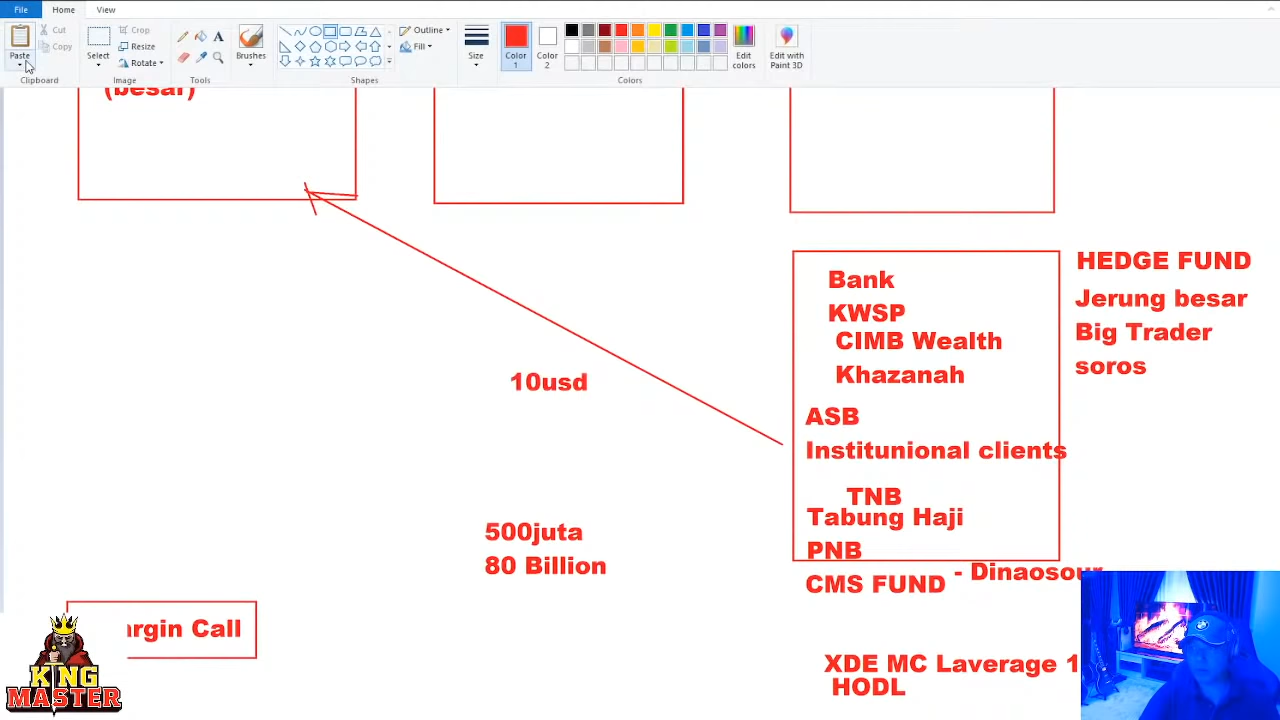 File Home View
Paste
Cut
Copy
Clipboard
Select
Crop
Resize
Rotate
Image
A
Tools
Brushes
Outline
Fill
Shapes
Size
Color
1
Color
2
Edit
colors
Colors
Edit with
Paint 3D
(besar)
Bank
KWSP
CIMB Wealth
Khazanah
ASB
Institunional clients
TNB
Tabung Haji
PNB
CMS FUND
- Dinaosour
HEDGE FUND
Jerung besar
Big Trader
soros
10usd
500juta
80 Billion
argin Call
KING
MASTER
XDE MC Laverage 1
HODL